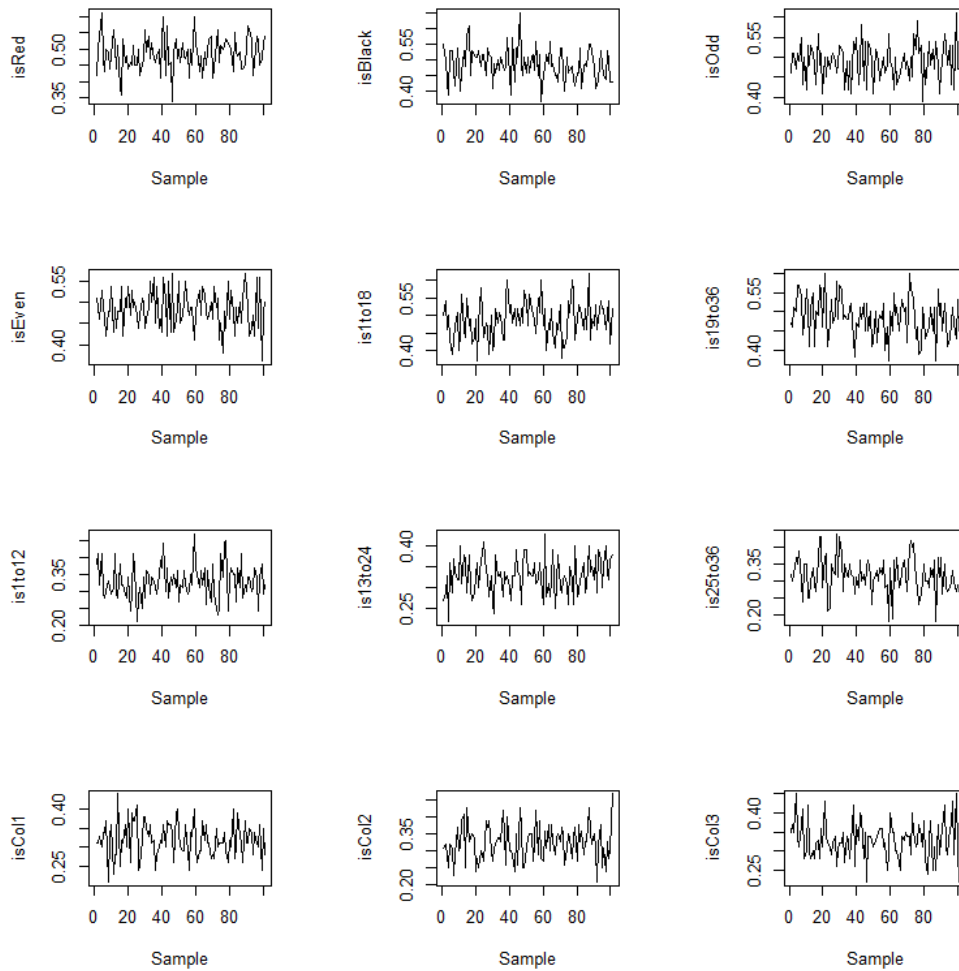 isRed
0.35 0.50
0 20 40 60 80
Sample
isBlack
0.40 0.55
0 20 40 60 80
Sample
isOdd
0.40 0.55
0 20 40 60 80
Sample
isEven
0.40 0.55
0 20 40 60 80
Sample
is1to18
0.40 0.50
0 20 40 60 80
Sample
is19to36
0.40 0.55
0 20 40 60 80
Sample
is1to12
0.20 0.35
0 20 40 60 80
Sample
is13to24
0.25 0.40
0 20 40 60 80
Sample
is25to36
0.20 0.35
0 20 40 60 80
Sample
isCol1
0.25 0.40
0 20 40 60 80
Sample
isCol2
0.20 0.35
0 20 40 60 80
Sample
isCol3
0.25 0.40
0 20 40 60 80
Sample